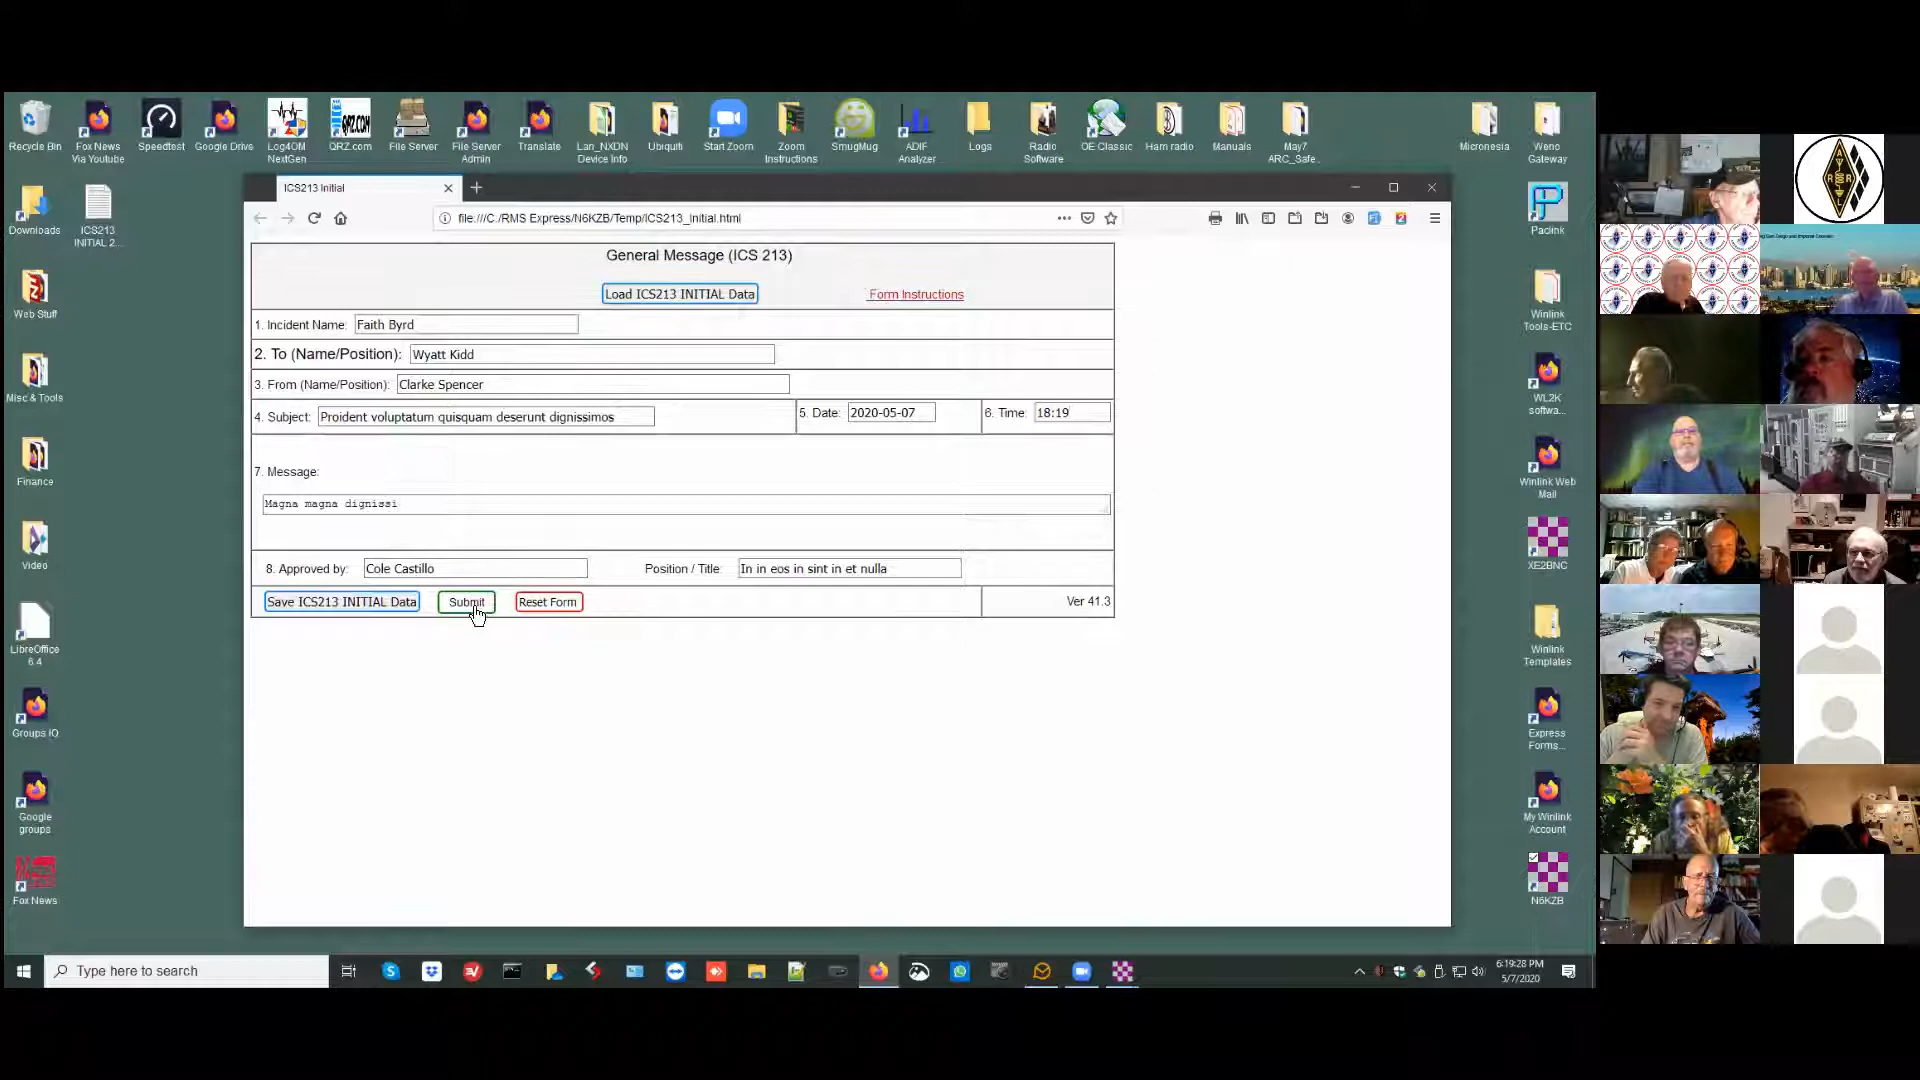 Recycle Bin
Fox News Via Youtube
Speedtest
Google Drive
Log4OM NextGen
QRZ.COM
QRZ.com
File Server
File Server Admin
Translate
Lan_NXDN Device Info
Ubiquiti
Start Zoom
Zoom Instructions
SmugMug
ADIF Analyzer
Logs
Radio Software
OE Classic
Ham radio
Manuals
May7 ARC_Safe...
Micronesia
Weno Gateway
Downloads
ICS213 INITIAL 2...
Web Stuff
Misc & Tools
Finance
Video
LibreOffice 6.4
Groups IO
Google groups
Fox News
ICS213 Initial
file:///C:/RMS Express/N6KZB/Temp/ICS213_Initial.html
General Message (ICS 213)
Load ICS213 INITIAL Data
Form Instructions
1. Incident Name: Faith Byrd
2. To (Name/Position): Wyatt Kidd
3. From (Name/Position): Clarke Spencer
4. Subject: Proident voluptatum quisquam deserunt dignissimos 5. Date: 2020-05-07 6. Time: 18:19
7. Message:
Magna magna dignissi
8. Approved by: Cole Castillo Position / Title: In in eos in sint in et nulla
Save ICS213 INITIAL Data Submit Reset Form Ver 41.3
Paclink
Winlink Tools-ETC
WL2K softwa...
Winlink Web Mail
XE2BNC
Winlink Templates
Express Forms...
My Winlink Account
N6KZB
Type here to search
6:19:28 PM
5/7/2020